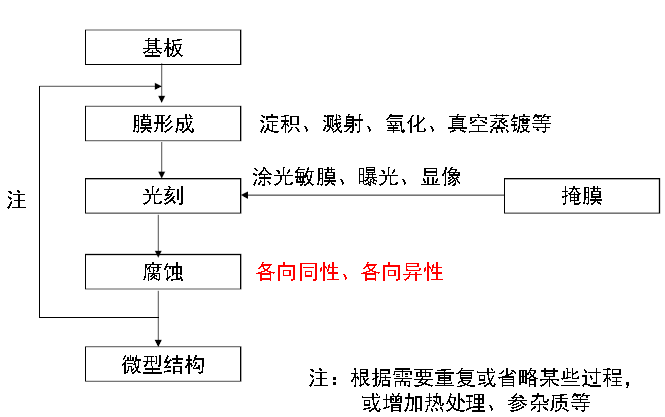 基板
膜形成
淀积、溅射、氧化、真空蒸镀等
涂光敏膜、曝光、显像
注
光刻
掩膜
腐蚀
各向同性、各向异性
微型结构
注：根据需要重复或省略某些过程，
或增加热处理、参杂质等